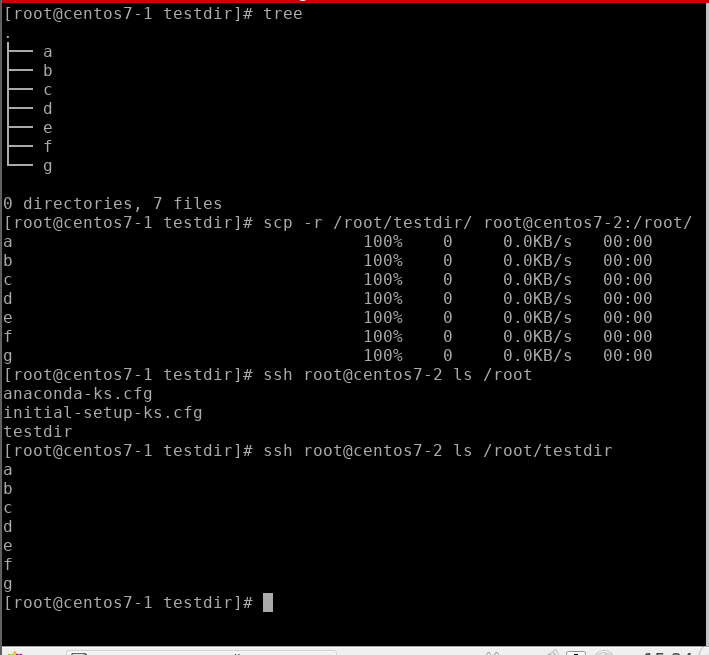 [root@centos7-1 testdir]# tree
.
├── a
├── b
├── c
├── d
├── e
├── f
└── g
0 directories, 7 files
[root@centos7-1 testdir]# scp -r /root/testdir/ root@centos7-2:/root/
a 100% 0 0.0KB/s 00:00
b 100% 0 0.0KB/s 00:00
c 100% 0 0.0KB/s 00:00
d 100% 0 0.0KB/s 00:00
e 100% 0 0.0KB/s 00:00
f 100% 0 0.0KB/s 00:00
g 100% 0 0.0KB/s 00:00
[root@centos7-1 testdir]# ssh root@centos7-2 ls /root
anaconda-ks.cfg
initial-setup-ks.cfg
testdir
[root@centos7-1 testdir]# ssh root@centos7-2 ls /root/testdir
a
b
c
d
e
f
g
[root@centos7-1 testdir]#